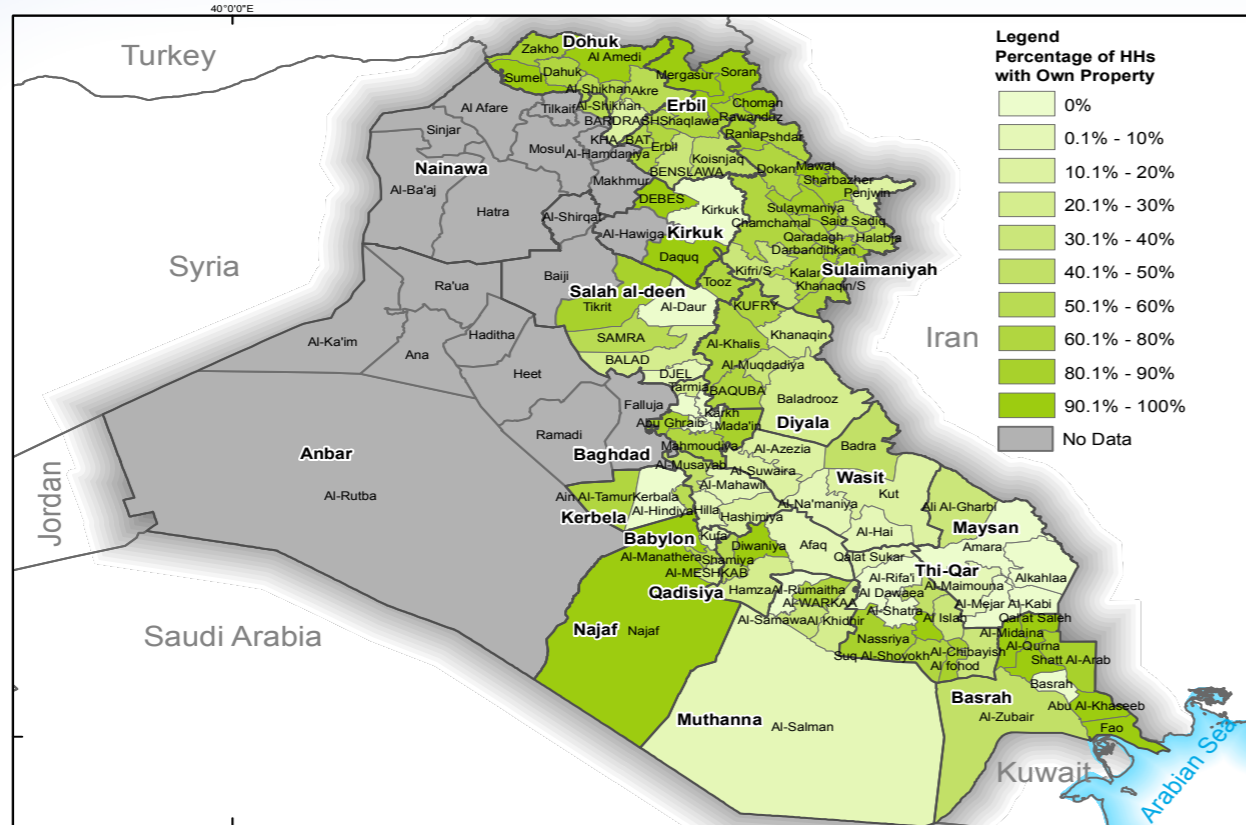 40°0'0"E
Turkey
Syria
Jordan
Saudi Arabia
Iran
Kuwait
Arabian Sea
Legend
Percentage of HHs
with Own Property
0%
0.1% - 10%
10.1% - 20%
20.1% - 30%
30.1% - 40%
40.1% - 50%
50.1% - 60%
60.1% - 80%
80.1% - 90%
90.1% - 100%
No Data
Dohuk
Zakho
Al Amedi
Sumel
Dahuk
Al-Shikhan
Al-Shikhan
Akre
Mergasur
Soran
Erbil
Choman
Rawanduz
Shaqlawa
BARDRASH
KHA_BAT
Erbil
Koisnjaq
BENSLAWA
Rania
Pshdar
Dokan
Mawat
Sharbazher
Penjwin
Al Afare
Tilkaif
Sinjar
Mosul
Al-Hamdaniya
Nainawa
Makhmur
Al-Ba'aj
Hatra
Al-Shirqat
Al-Hawiga
DEBES
Kirkuk
Kirkuk
Daquq
Sulaymaniya
Chamchamal
Said Sadiq
Qaradagh
Halabja
Darbandihkan
Kifri/S
Kalar
Sulaimaniyah
Khanaqin/S
Baiji
Salah al-deen
Tooz
Tikrit
Al-Daur
KUFRY
Khanaqin
SAMRA
Al-Khalis
BALAD
Al-Muqdadiya
DJEL
Tarmia
BAQUBA
Baladrooz
Diyala
Ra'ua
Haditha
Al-Ka'im
Ana
Heet
Falluja
Ramadi
Anbar
Al-Rutba
Karkh
Abu Ghraib
Mada'in
Mahmoudiya
Baghdad
Al-Azezia
Badra
Al-Musayab
Al-Suwaira
Wasit
Al-Mahawil
Kut
Ain Al-Tamur
Kerbala
Al-Hindiya
Kerbela
Hilla
Al-Na'maniya
Hashimiya
Al-Hai
Ali Al-Gharbi
Maysan
Babylon
Kufa
Diwaniya
Afaq
Al-Manathera
Shamiya
Al-MESHKAB
Qadisiya
Hamza
Qalat Sukar
Amara
Thi-Qar
Al-Rifa'i
Al-Maimouna
Alkahlaa
Al-Rumaitha
Al Dawaea
Al-WARKAA
Al-Shatra
Al-Mejar
Al-Kabi
Al Islah
Qal'at Saleh
Al-Samawa
Al Khidhir
Najaf
Najaf
Nassriya
Suq Al-Shoyokh
Al-Midaina
Al-Qurna
Al-Chibayish
Al fohod
Shatt Al-Arab
Basrah
Basrah
Abu Al-Khaseeb
Al-Zubair
Fao
Muthanna
Al-Salman